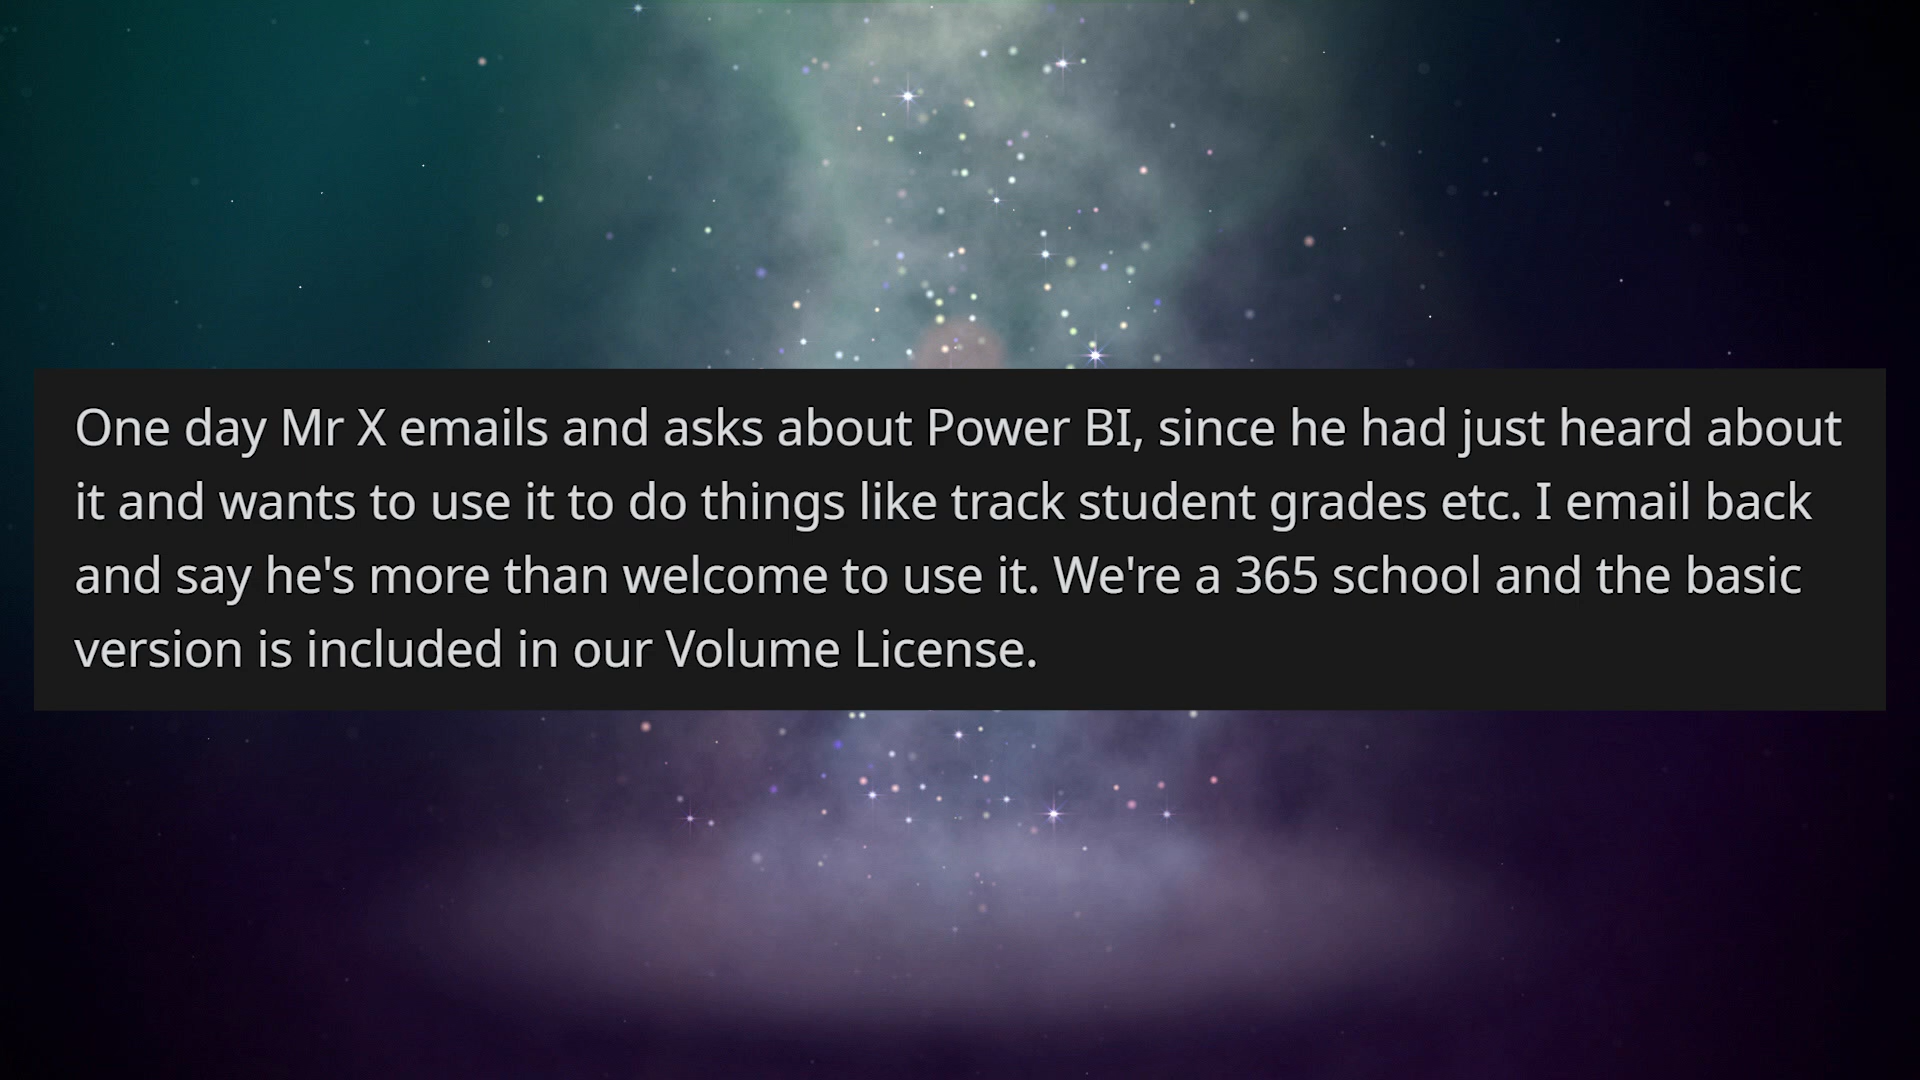 One day Mr X emails and asks about Power BI, since he had just heard about
it and wants to use it to do things like track student grades etc. I email back
and say he's more than welcome to use it. We're a 365 school and the basic
version is included in our Volume License.